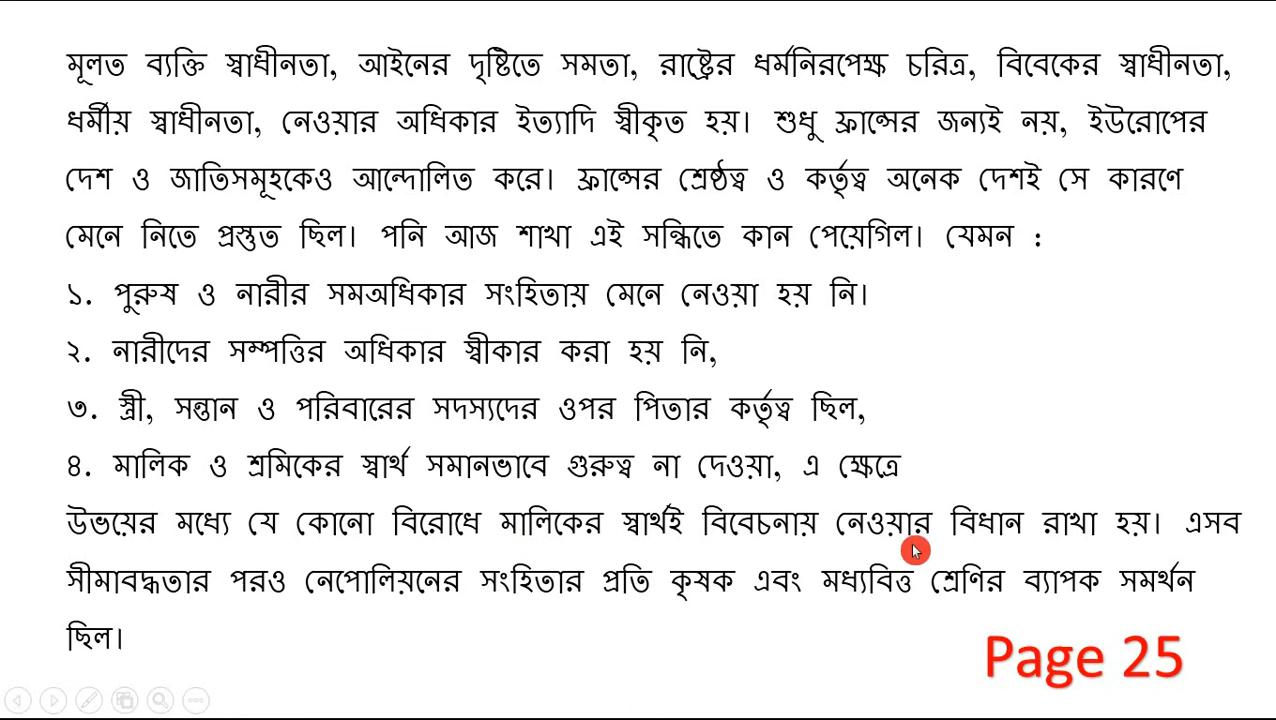 মূলত ব্যক্তি স্বাধীনতা, আইনের দৃষ্টিতে সমতা, রাষ্ট্রের ধর্মনিরপেক্ষ চরিত্র, বিবেকের স্বাধীনতা,
ধর্মীয় স্বাধীনতা, নেওয়ার অধিকার ইত্যাদি স্বীকৃত হয়। শুধু ফ্রান্সের জন্যই নয়, ইউরোপের
দেশ ও জাতিসমূহকেও আন্দোলিত করে। ফ্রান্সের শ্রেষ্ঠত্ব ও কর্তৃত্ব অনেক দেশই সে কারণে
মেনে নিতে প্রস্তুত ছিল। পনি আজ শাখা এই সন্ধিতে কান পেয়েগিল। যেমন :
১. পুরুষ ও নারীর সমঅধিকার সংহিতায় মেনে নেওয়া হয় নি।
২. নারীদের সম্পত্তির অধিকার স্বীকার করা হয় নি,
৩. স্ত্রী, সন্তান ও পরিবারের সদস্যদের ওপর পিতার কর্তৃত্ব ছিল,
৪. মালিক ও শ্রমিকের স্বার্থ সমানভাবে গুরুত্ব না দেওয়া, এ ক্ষেত্রে
উভয়ের মধ্যে যে কোনো বিরোধে মালিকের স্বার্থই বিবেচনায় নেওয়ার বিধান রাখা হয়। এসব
সীমাবদ্ধতার পরও নেপোলিয়নের সংহিতার প্রতি কৃষক এবং মধ্যবিত্ত শ্রেণির ব্যাপক সমর্থন
ছিল।
Page 25